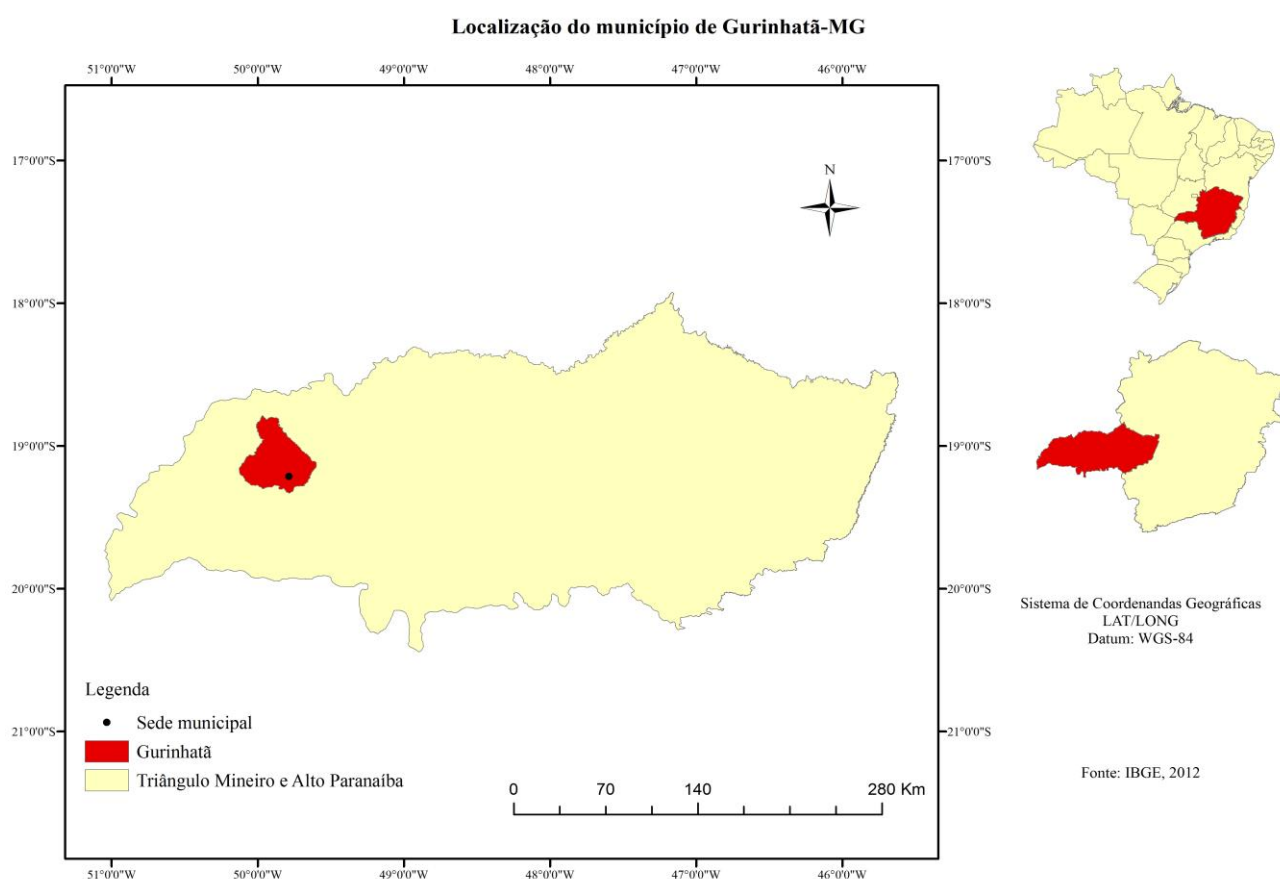 Localização do município de Gurinhatã-MG
51°0'0"W 50°0'0"W 49°0'0"W 48°0'0"W 47°0'0"W 46°0'0"W
17°0'0"S 17°0'0"S
N
18°0'0"S 18°0'0"S
19°0'0"S 19°0'0"S
20°0'0"S 20°0'0"S
21°0'0"S 21°0'0"S
Legenda
Sede municipal
Gurinhatã
Triângulo Mineiro e Alto Paranaíba
0 70 140 280 Km
51°0'0"W 50°0'0"W 49°0'0"W 48°0'0"W 47°0'0"W 46°0'0"W
Sistema de Coordenandas Geográficas
LAT/LONG
Datum: WGS-84
Fonte: IBGE, 2012